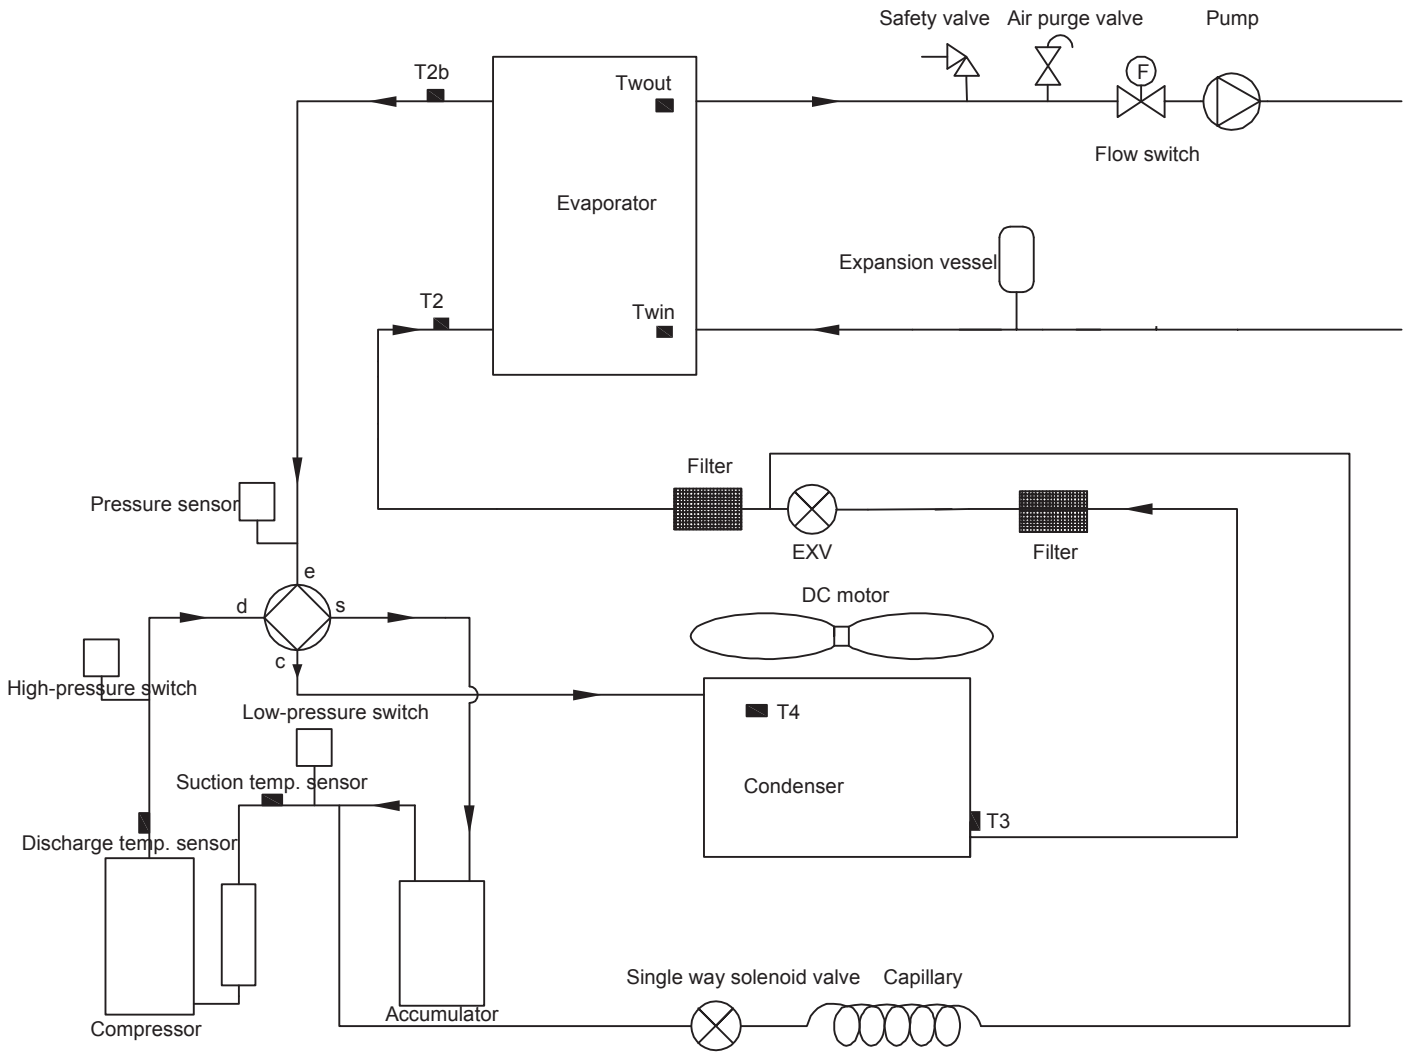 Safety valve
Air purge valve
Pump
T2b
Twout
F
Flow switch
Evaporator
Expansion vessel
T2
Twin
Filter
Pressure sensor
EXV
Filter
e
DC motor
d
s
c
High-pressure switch
Low-pressure switch
T4
Suction temp. sensor
Condenser
T3
Discharge temp. sensor
Single way solenoid valve
Capillary
Accumulator
Compressor